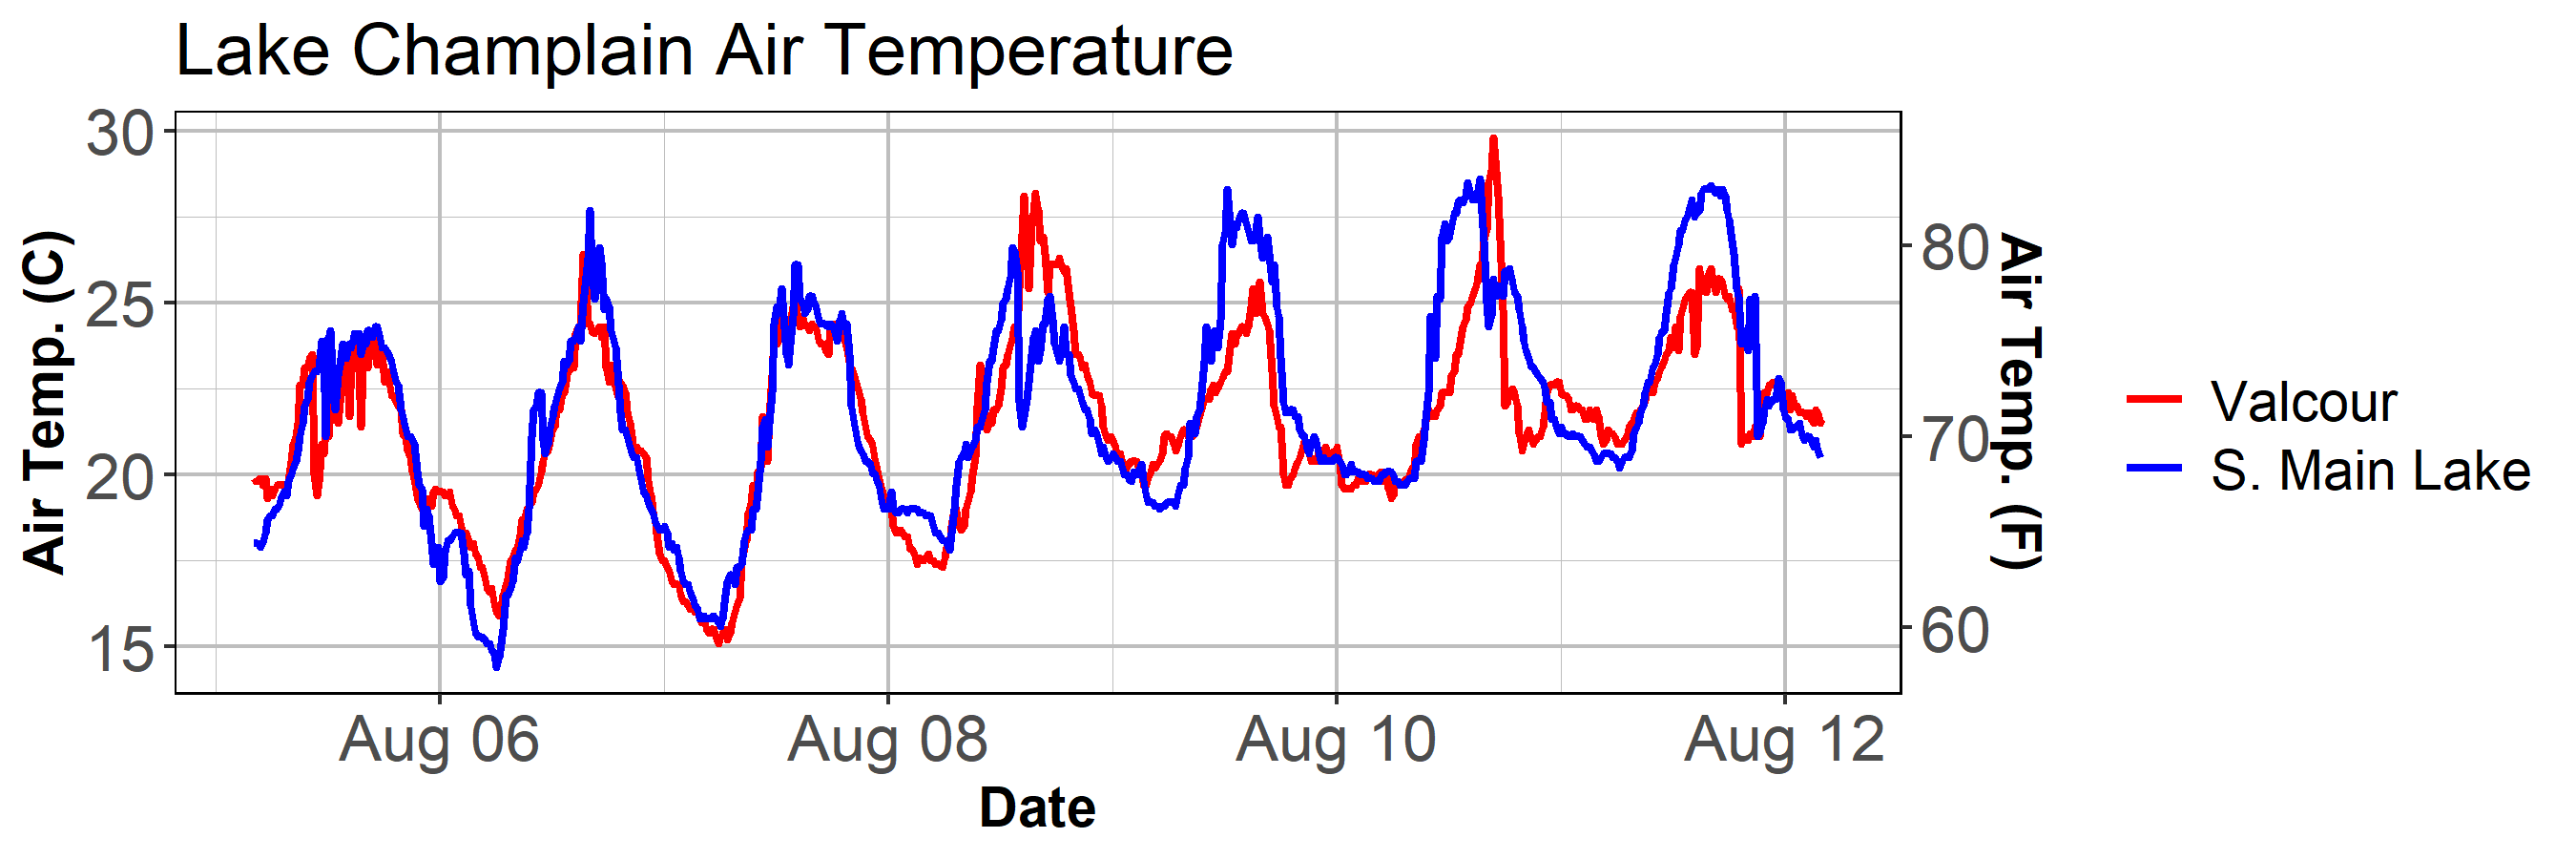 Lake Champlain Air Temperature
Air Temp. (C)
30
25
20
15
80
70
60
Air Temp. (F)
Aug 06
Aug 08
Aug 10
Aug 12
Date
Valcour
S. Main Lake